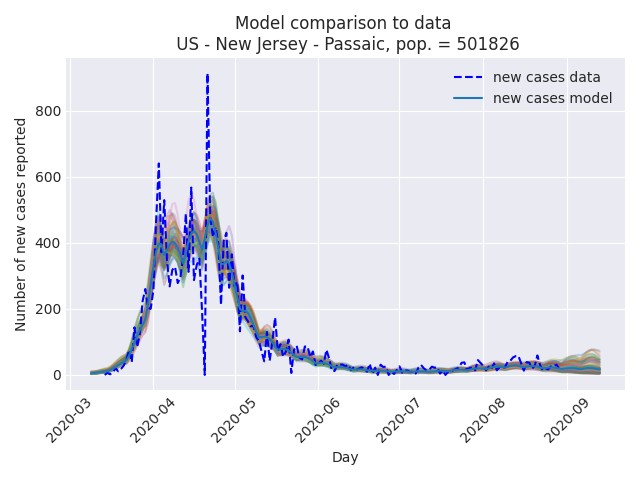 Model comparison to data
US - New Jersey - Passaic, pop. = 501826
new cases data
new cases model
Number of new cases reported
800
600
400
200
0
2020-03
2020-04
2020-05
2020-06
2020-07
2020-08
2020-09
Day